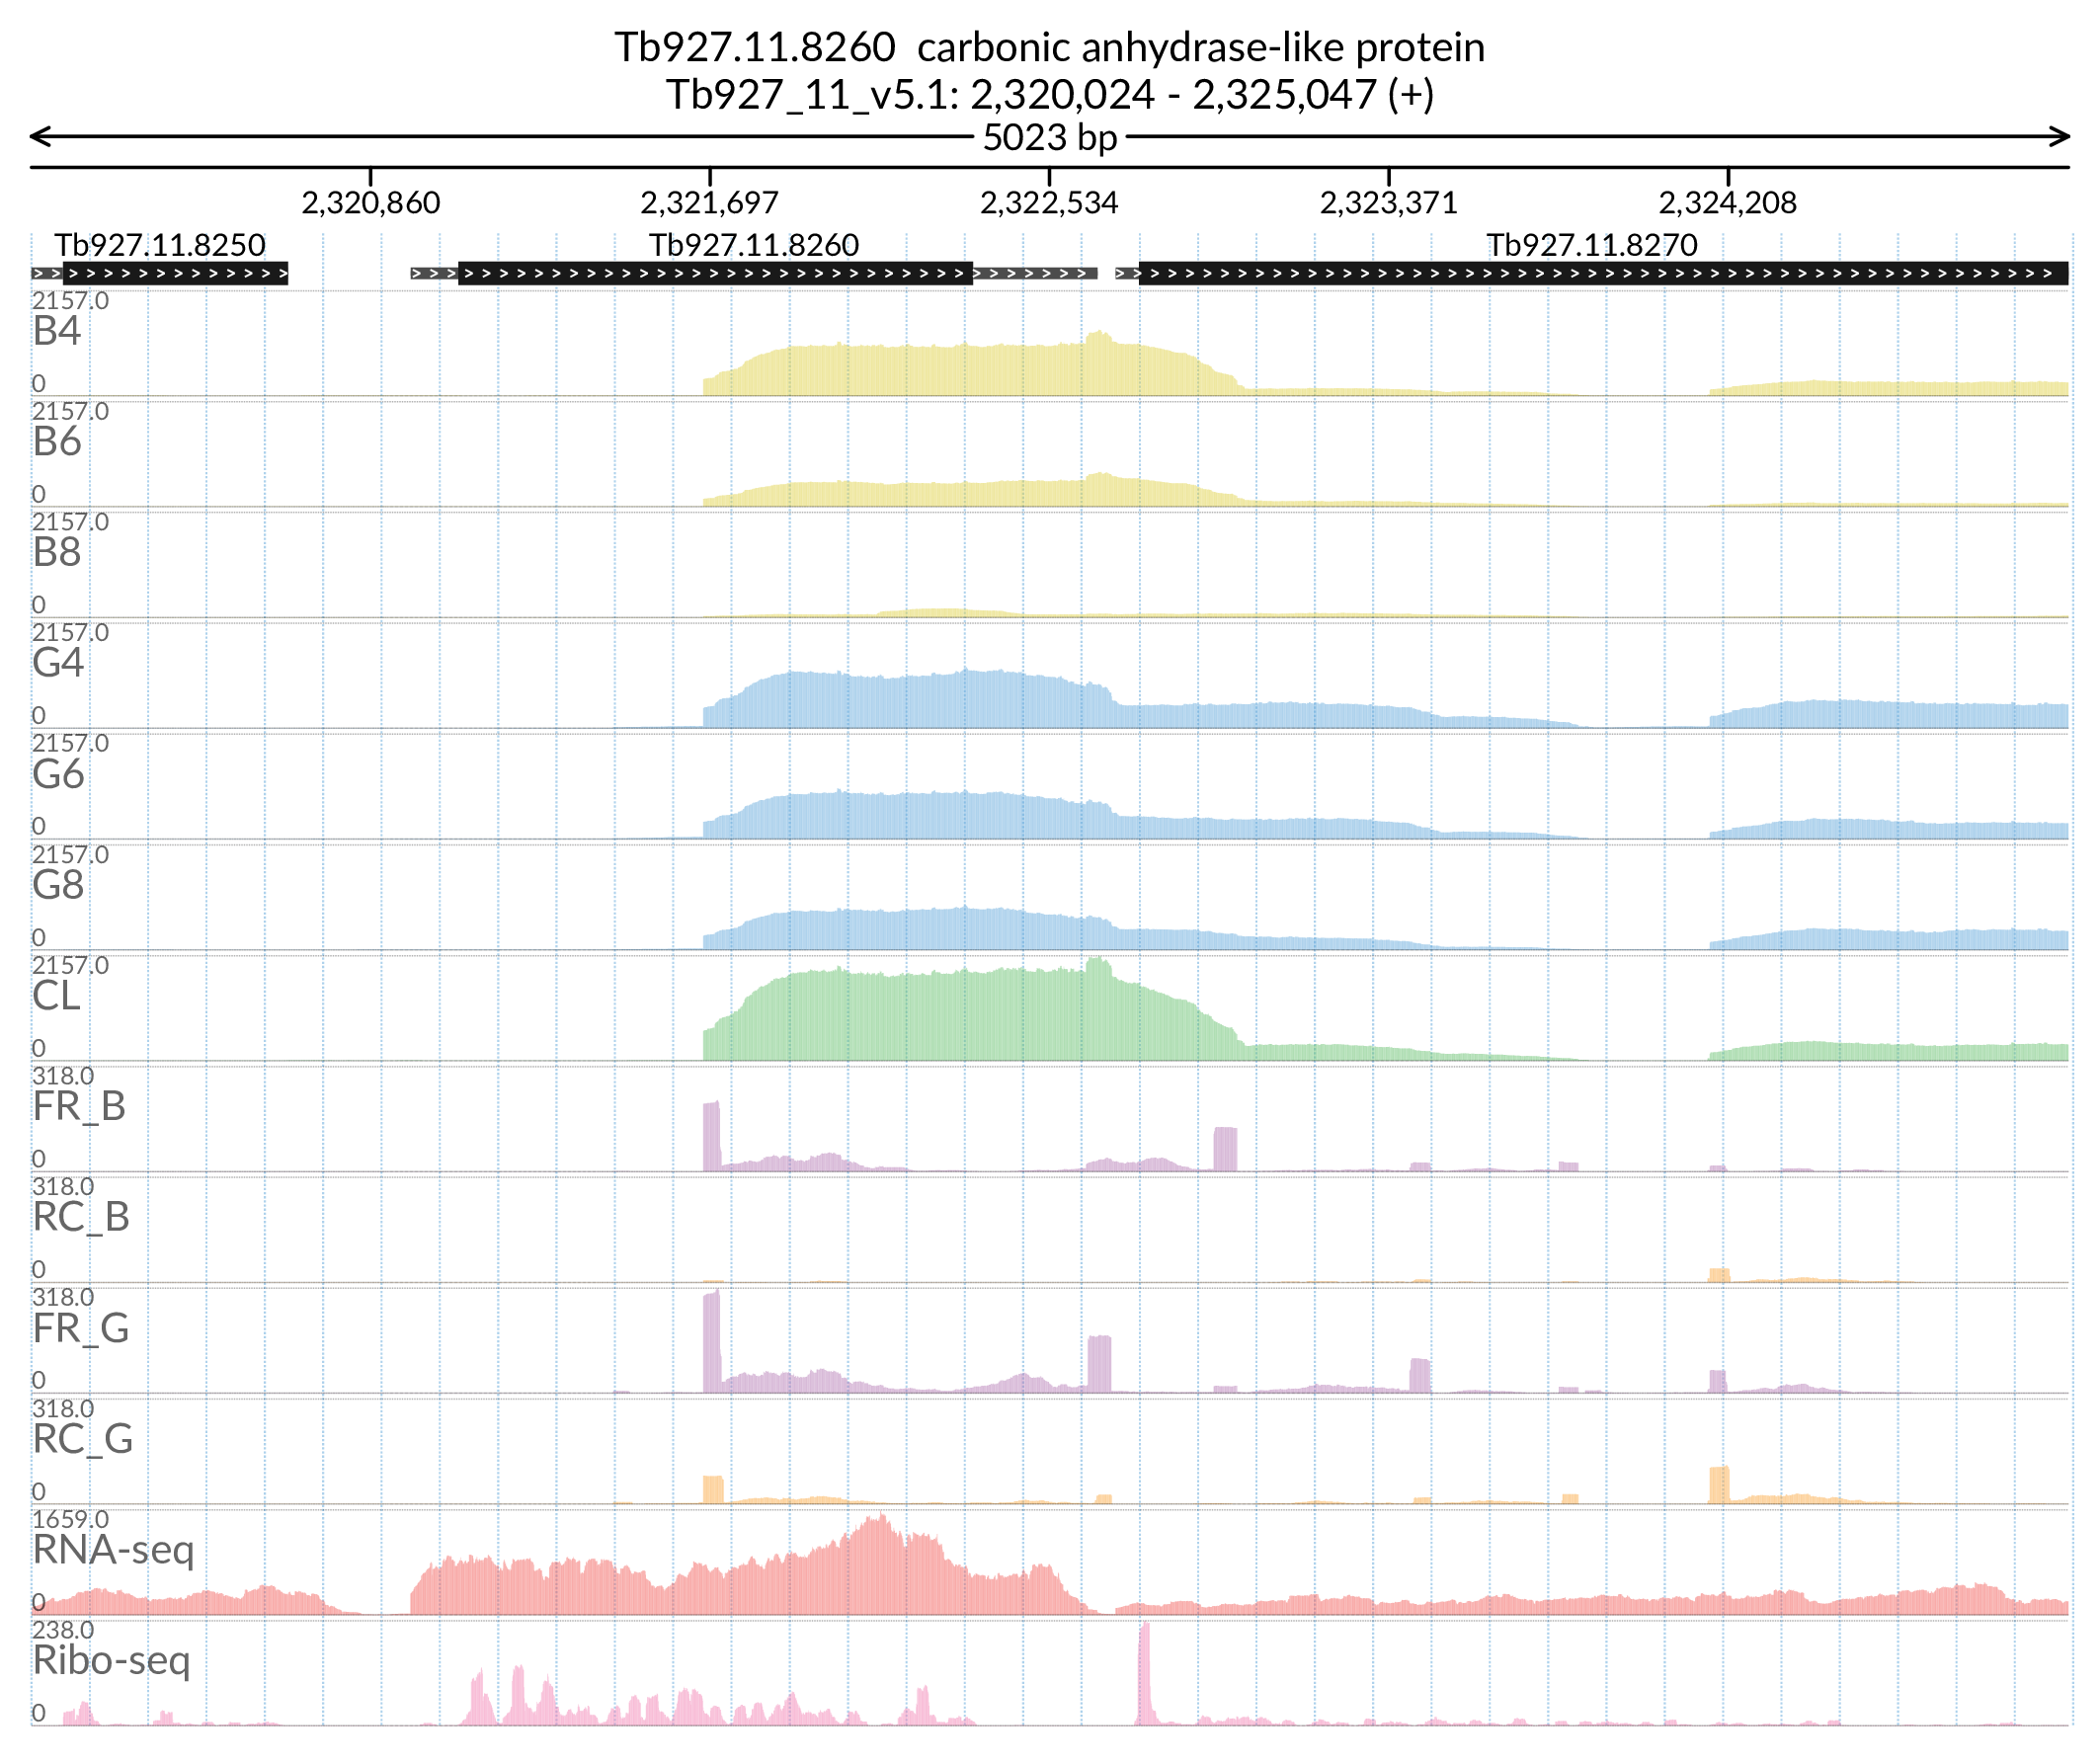 Tb927.11.8260 carbonic anhydrase-like protein
Tb927_11_v5.1: 2,320,024 - 2,325,047 (+)
5023 bp
2,320,860 2,321,697 2,322,534 2,323,371 2,324,208
Tb927.11.8250 Tb927.11.8260 Tb927.11.8270
2157.0
B4
0
2157.0
B6
0
2157.0
B8
0
2157.0
G4
0
2157.0
G6
0
2157.0
G8
0
2157.0
CL
0
318.0
FR_B
0
318.0
RC_B
0
318.0
FR_G
0
318.0
RC_G
0
1659.0
RNA-seq
0
238.0
Ribo-seq
0